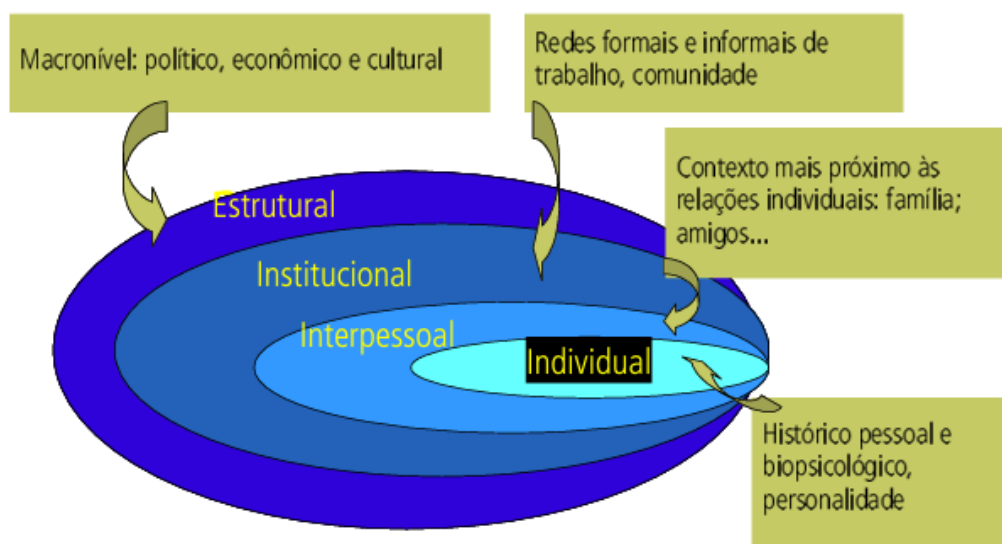 Macronível: político, econômico e cultural
Redes formais e informais de
trabalho, comunidade
Contexto mais próximo às
relações individuais: família;
amigos...
Estrutural
Institucional
Interpessoal
Individual
Histórico pessoal e
biopsicológico,
personalidade